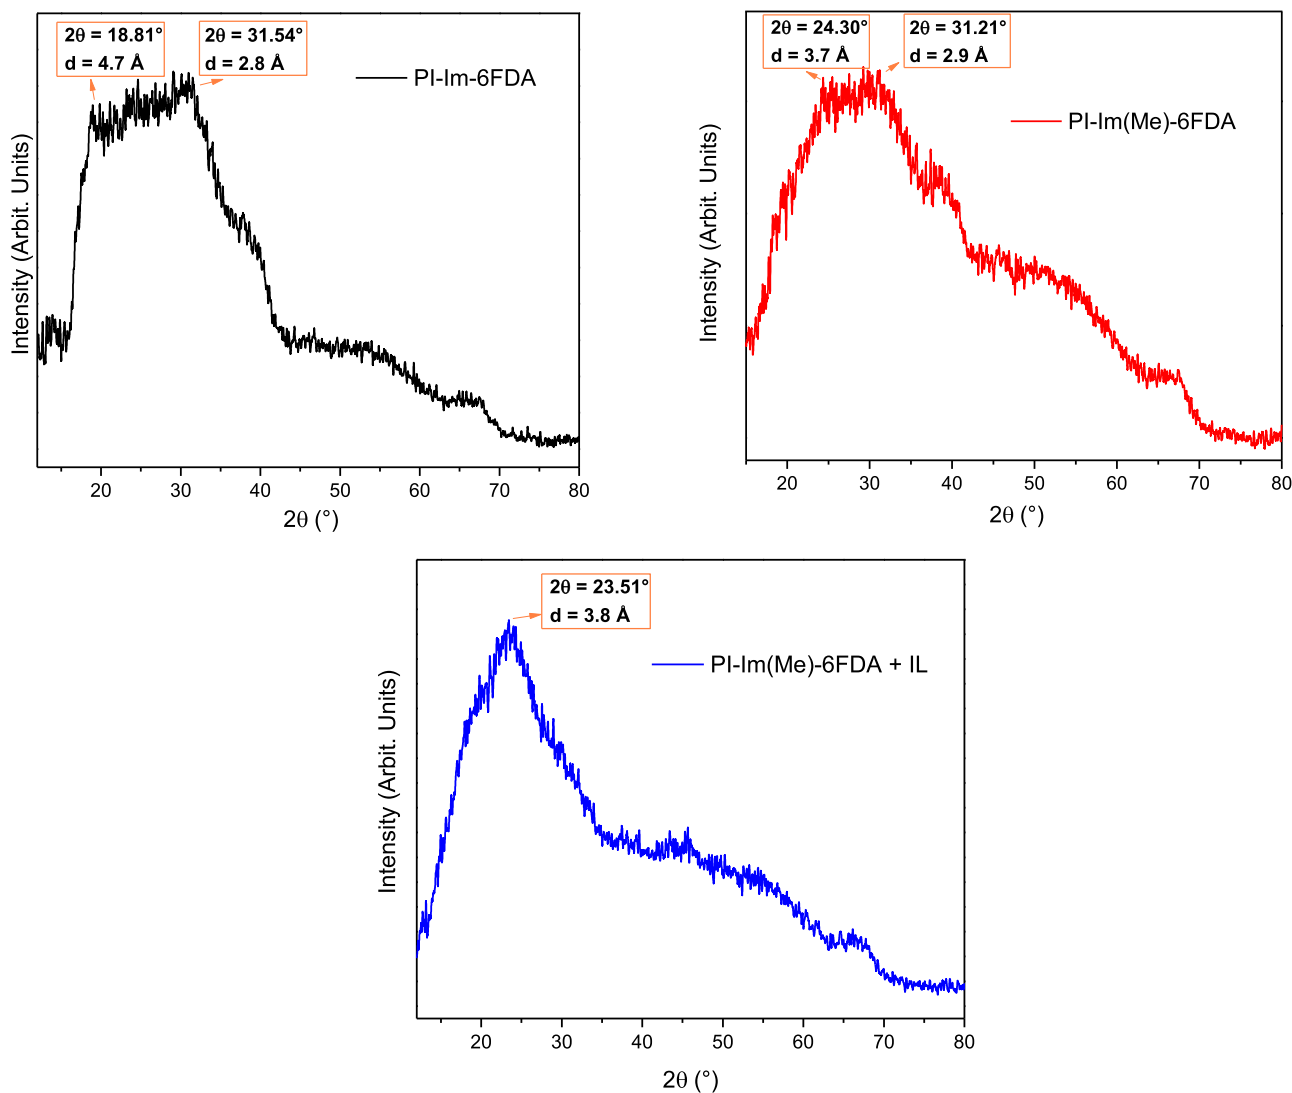 2θ = 18.81°
d = 4.7 Å
2θ = 31.54°
d = 2.8 Å
PI-Im-6FDA
Intensity (Arbit. Units)
20 30 40 50 60 70 80
2θ (°)
2θ = 24.30°
d = 3.7 Å
2θ = 31.21°
d = 2.9 Å
PI-Im(Me)-6FDA
Intensity (Arbit. Units)
20 30 40 50 60 70 80
2θ (°)
2θ = 23.51°
d = 3.8 Å
PI-Im(Me)-6FDA + IL
Intensity (Arbit. Units)
20 30 40 50 60 70 80
2θ (°)